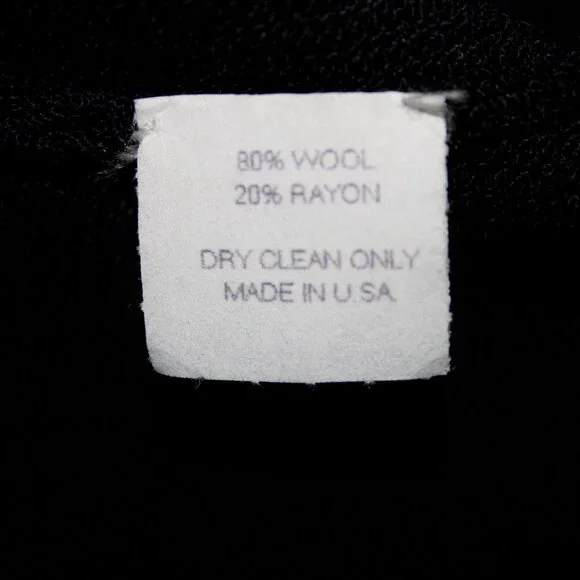 80% WOOL
20% RAYON
DRY CLEAN ONLY
MADE IN U.S.A.